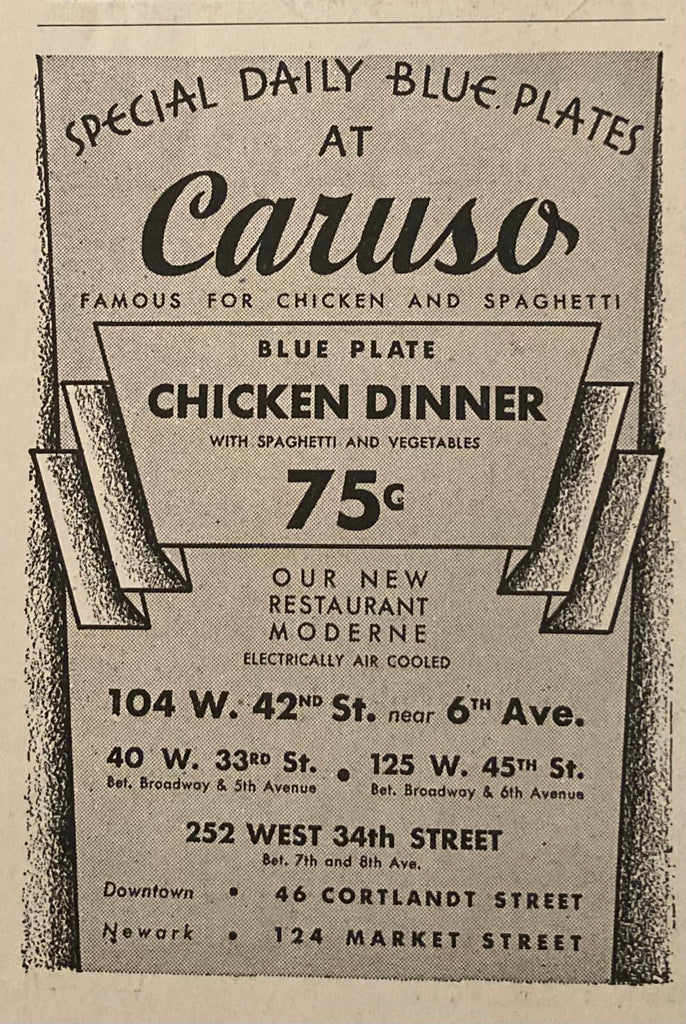 SPECIAL DAILY BLUE PLATES
AT
Caruso
FAMOUS FOR CHICKEN AND SPAGHETTI
BLUE PLATE
CHICKEN DINNER
WITH SPAGHETTI AND VEGETABLES
75c
OUR NEW
RESTAURANT
MODERNE
ELECTRICALLY AIR COOLED
104 W. 42ND St. near 6TH Ave.
40 W. 33RD St. • 125 W. 45TH St.
Bet. Broadway & 5th Avenue Bet. Broadway & 6th Avenue
252 WEST 34th STREET
Bet. 7th and 8th Ave.
Downtown • 46 CORTLANDT STREET
Newark • 124 MARKET STREET